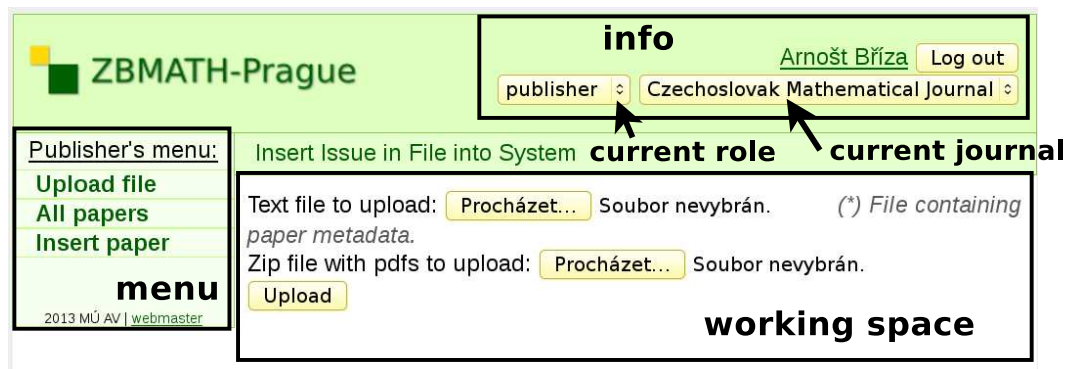 info
ZBMATH-Prague
Arnošt Bříza Log out
publisher Czechoslovak Mathematical Journal
Publisher's menu:
Insert Issue in File into System current role current journal
Upload file
All papers
Insert paper
menu
2013 MÚ AV | webmaster
Text file to upload: Procházet... Soubor nevybrán. (*) File containing
paper metadata.
Zip file with pdfs to upload: Procházet... Soubor nevybrán.
Upload
working space